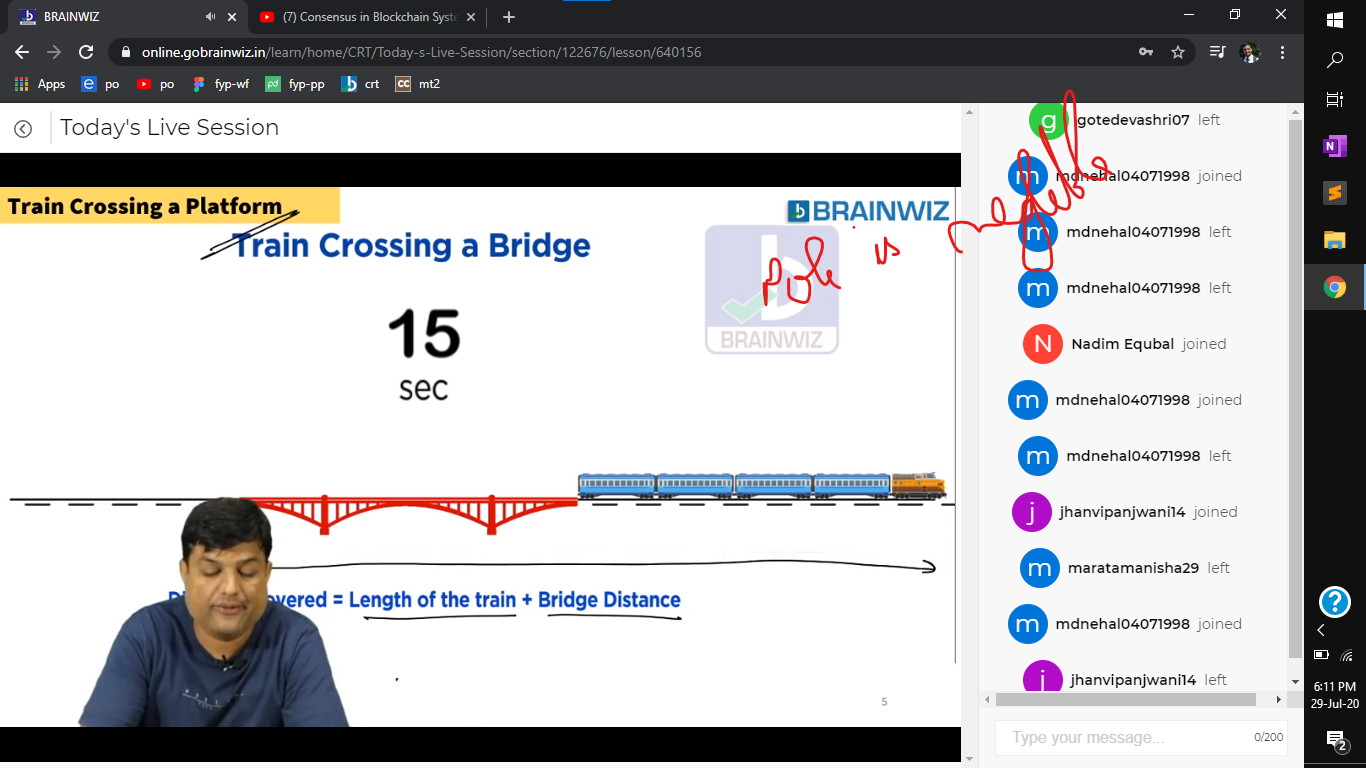 BRAINWIZ
(7) Consensus in Blockchain Syst
online.gobrainwiz.in/learn/home/CRT/Today-s-Live-Session/section/122676/lesson/640156
Apps po po fyp-wf fyp-pp crt mt2
Today's Live Session
Train Crossing a Platform
BRAINWIZ
Train Crossing a Bridge
Pole is
BRAINWIZ
15
sec
overed = Length of the train + Bridge Distance
5
gotedevashri07 left
mdnehal04071998 joined
mdnehal04071998 left
mdnehal04071998 left
Nadim Equbal joined
mdnehal04071998 joined
mdnehal04071998 left
jhanvipanjwani14 joined
maratamanisha29 left
mdnehal04071998 joined
jhanvipanjwani14 left
Type your message... 0/200
6:11 PM
29-Jul-20
2